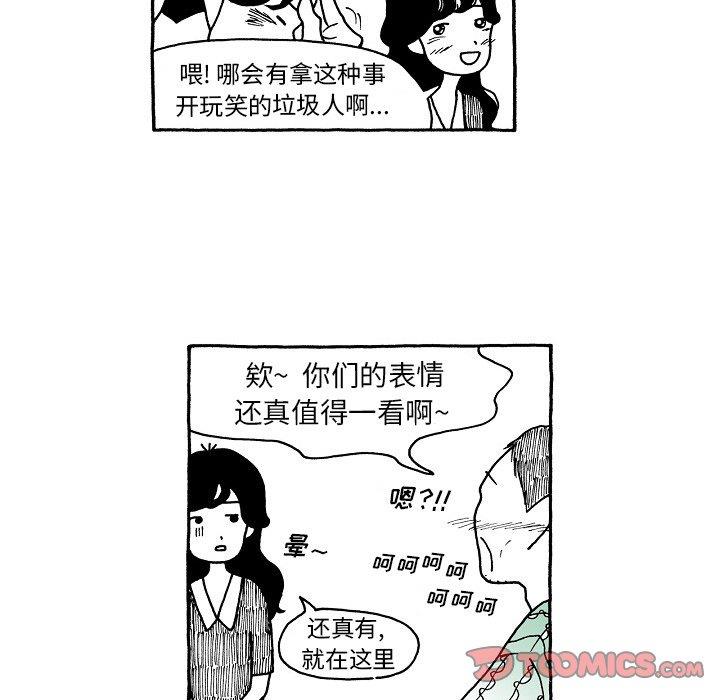 喂! 哪会有拿这种事
开玩笑的垃圾人啊...
欸~ 你们的表情
还真值得一看啊~
嗯?!!
晕~
呵呵呵呵
呵呵呵
还真有,
就在这里
TOOMICS.COM